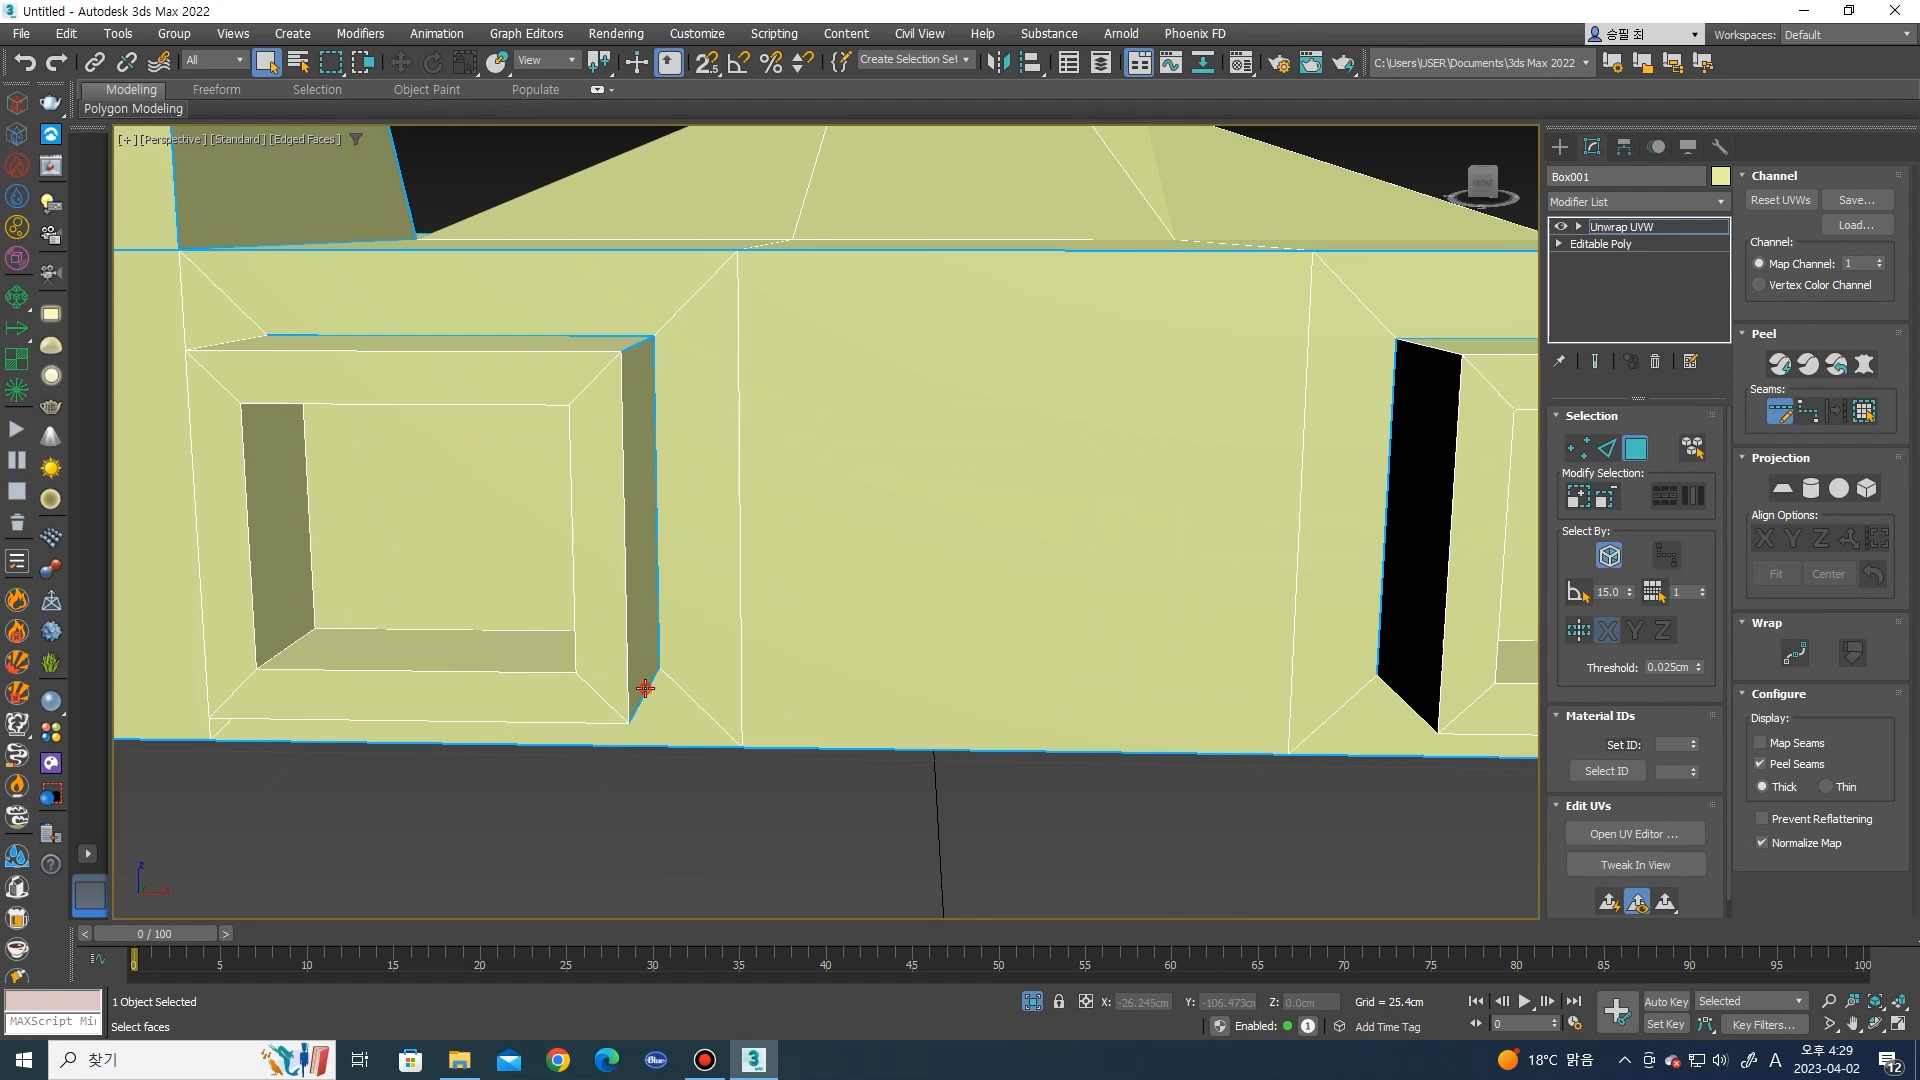 Untitled - Autodesk 3ds Max 2022
File Edit Tools Group Views Create Modifiers Animation Graph Editors Rendering Customize Scripting Content Civil View Help Substance Arnold Phoenix FD
승필 최 Workspaces: Default
All View Create Selection Set C:\Users\USER\Documents\3ds Max 2022
Modeling Freeform Selection Object Paint Populate
Polygon Modeling
[+] [Perspective] [Standard] [Edged Faces]
FRONT
Box001
Modifier List
Unwrap UVW
Editable Poly
Selection
Modify Selection:
Select By:
15.0 1
X Y Z
Threshold: 0.025cm
Material IDs
Set ID:
Select ID
Edit UVs
Open UV Editor ...
Tweak In View
Channel
Reset UVWs Save...
Load...
Channel:
Map Channel: 1
Vertex Color Channel
Peel
Seams:
Projection
Align Options:
X Y Z
Fit Center
Wrap
Configure
Display:
Map Seams
Peel Seams
Thick Thin
Prevent Reflattening
Normalize Map
z
x
< 0 / 100 >
0 5 10 15 20 25 30 35 40 45 50 55 60 65 70 75 80 85 90 95 100
1 Object Selected X: -26.245cm Y: -106.473cm Z: 0.0cm Grid = 25.4cm Auto Key Selected
MAXScript Mi Select faces Enabled: 1 Add Time Tag 0 Set Key Key Filters...
찾기 Blue 3 MAX 18°C 맑음 A 오후 4:29
2023-04-02 12